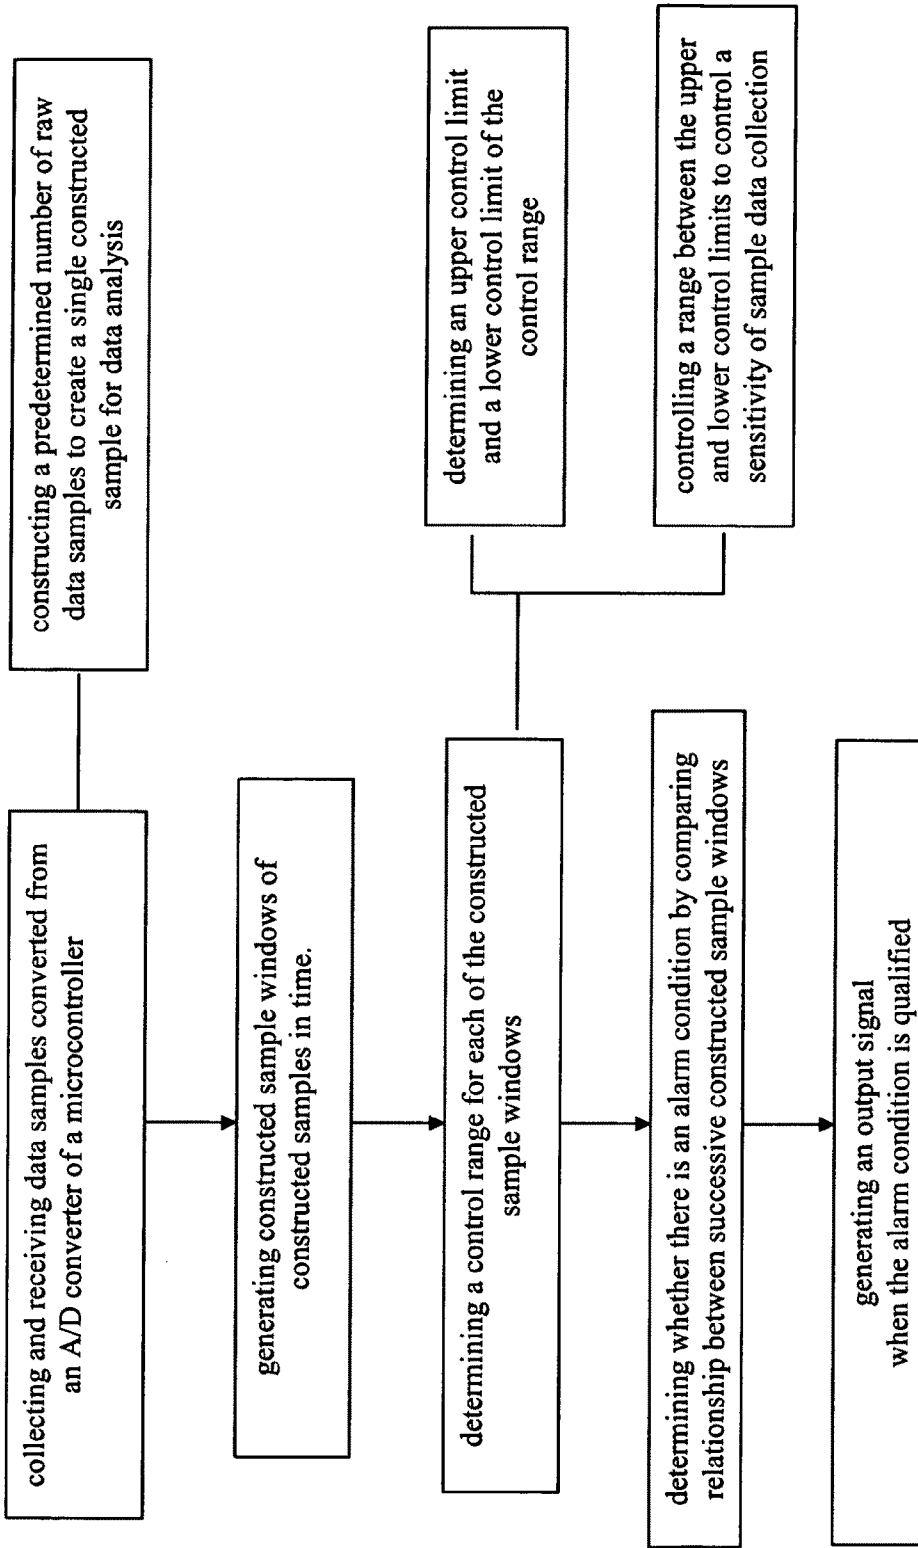 collecting and receiving data samples converted from
an A/D converter of a microcontroller
constructing a predetermined number of raw
data samples to create a single constructed
sample for data analysis
generating constructed sample windows of
constructed samples in time.
determining a control range for each of the constructed
sample windows
determining an upper control limit
and a lower control limit of the
control range
controlling a range between the upper
and lower control limits to control a
sensitivity of sample data collection
determining whether there is an alarm condition by comparing
relationship between successive constructed sample windows
generating an output signal
when the alarm condition is qualified